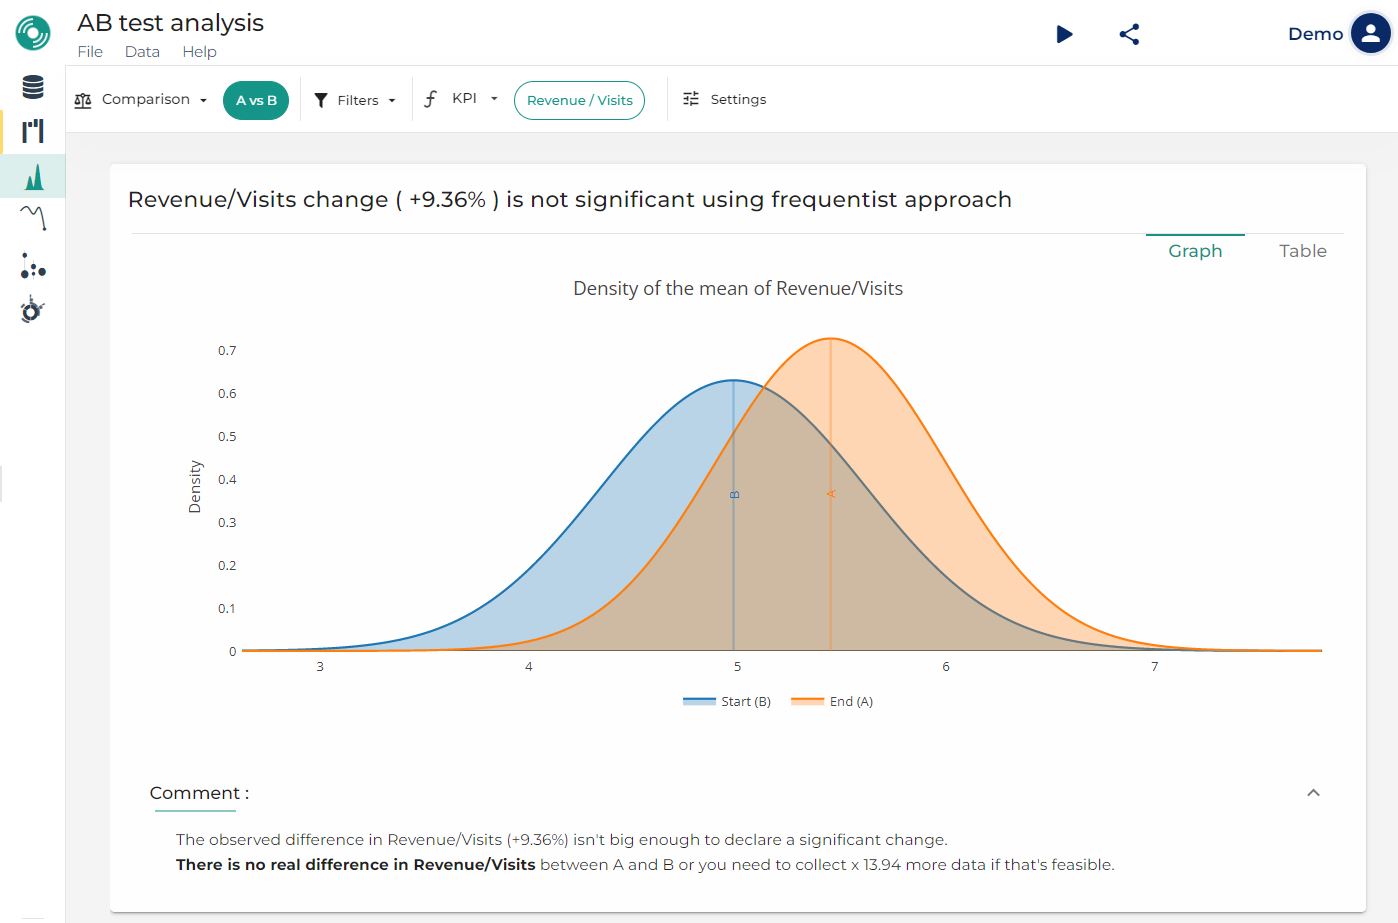 AB test analysis
File Data Help
Demo
Comparison
A vs B
Filters
KPI
Revenue / Visits
Settings
Revenue/Visits change ( +9.36% ) is not significant using frequentist approach
Graph Table
Density of the mean of Revenue/Visits
Density
0.7
0.6
0.5
0.4
0.3
0.2
0.1
0
B
A
3 4 5 6 7
Start (B) End (A)
Comment :
The observed difference in Revenue/Visits (+9.36%) isn't big enough to declare a significant change.
There is no real difference in Revenue/Visits between A and B or you need to collect x 13.94 more data if that's feasible.